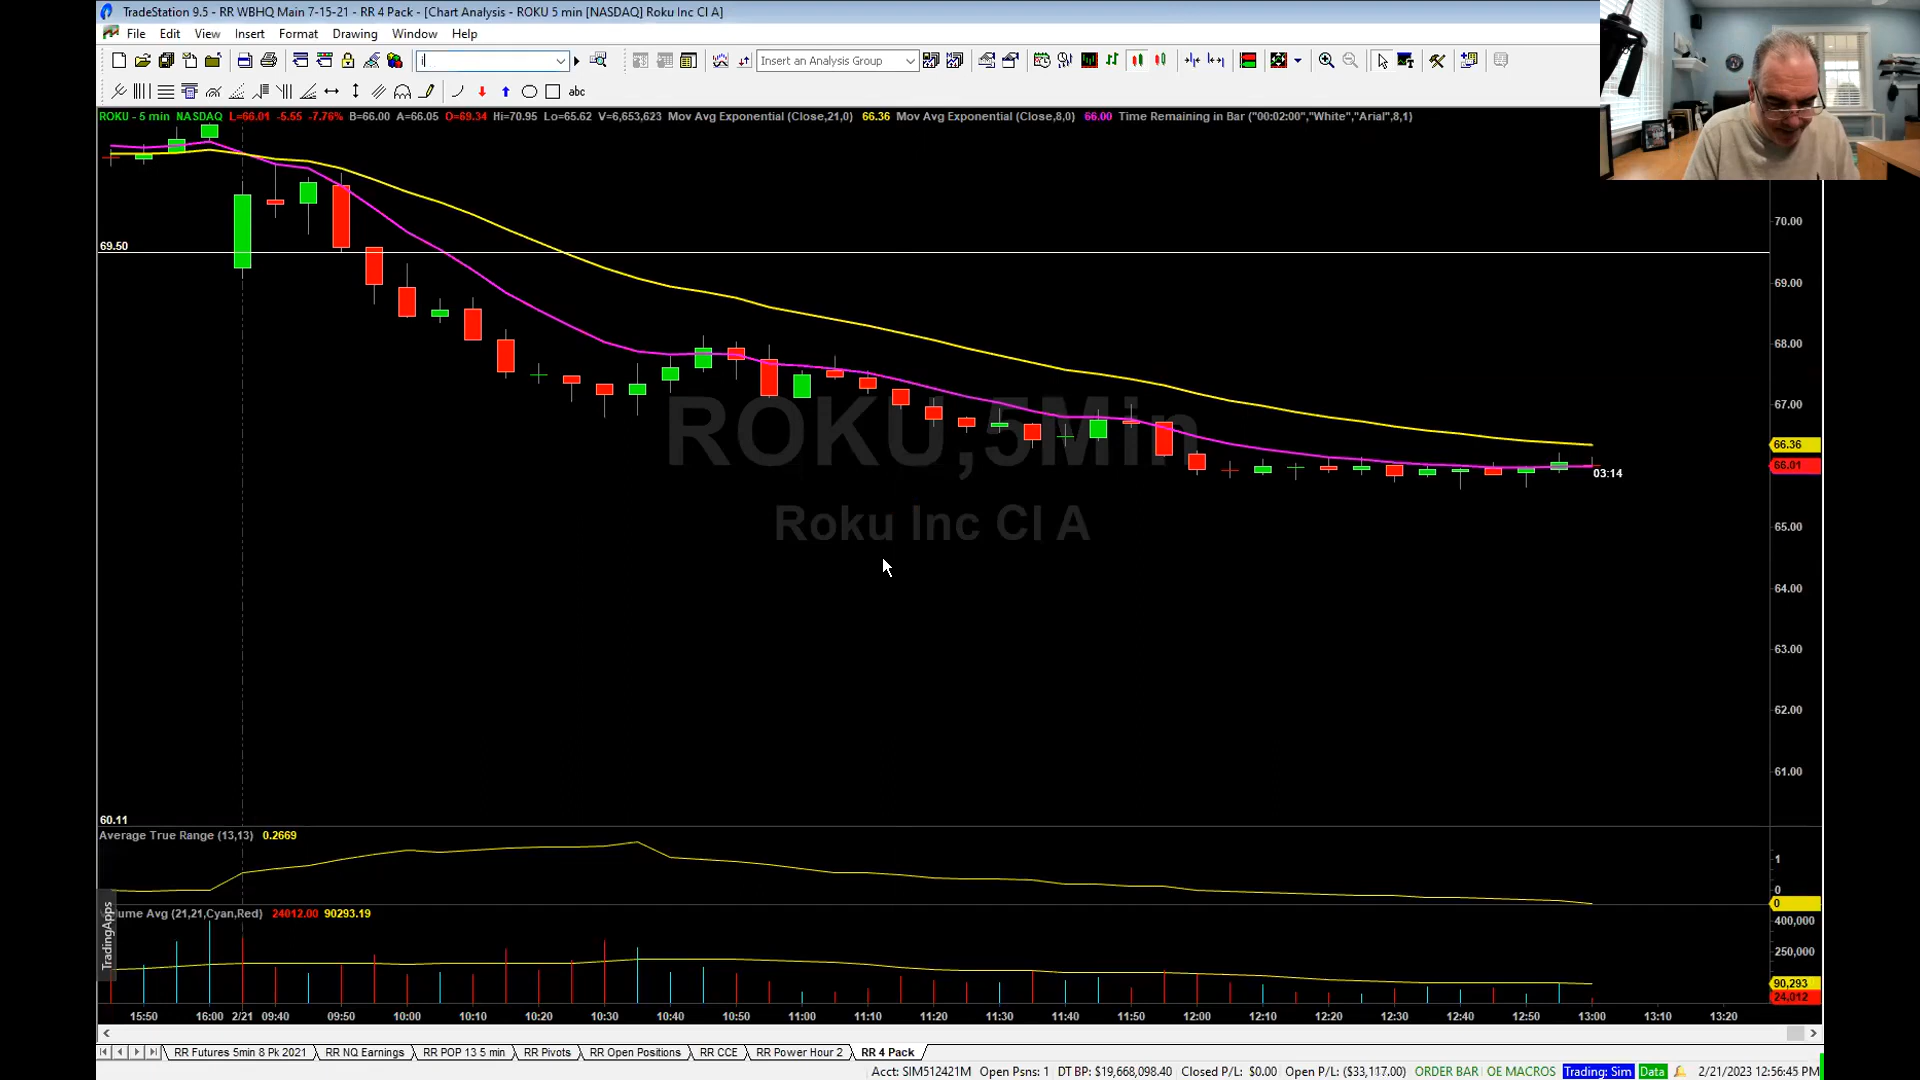 TradeStation 9.5 - RR WBHQ Main 7-15-21 - RR 4 Pack - [Chart Analysis - ROKU 5 min [NASDAQ] Roku Inc Cl A]
File Edit View Insert Format Drawing Window Help
Insert an Analysis Group
abc
ROKU - 5 min NASDAQ L=66.01 -5.55 -7.76% B=66.00 A=66.05 O=69.34 Hi=70.95 Lo=65.62 V=6,653,623 Mov Avg Exponential (Close,21,0) 66.36 Mov Avg Exponential (Close,8,0) 66.00 Time Remaining in Bar ("00:02:00","White","Arial",8,1)
70.00
69.50
69.00
68.00
67.00
ROKU,5Min
66.36
66.01
03:14
Roku Inc Cl A
65.00
64.00
63.00
62.00
61.00
60.11
Average True Range (13,13) 0.2669
1
0
0
TradingApps
ume Avg (21,21,Cyan,Red) 24012.00 90293.19
400,000
250,000
90,293
24,012
15:50 16:00 2/21 09:40 09:50 10:00 10:10 10:20 10:30 10:40 10:50 11:00 11:10 11:20 11:30 11:40 11:50 12:00 12:10 12:20 12:30 12:40 12:50 13:00 13:10 13:20
RR Futures 5min 8 Pk 2021 RR NQ Earnings RR POP 13 5 min RR Pivots RR Open Positions RR CCE RR Power Hour 2 RR 4 Pack
Acct: SIM512421M Open Psns: 1 DT BP: $19,668,098.40 Closed P/L: $0.00 Open P/L: ($33,117.00) ORDER BAR OE MACROS Trading: Sim Data 2/21/2023 12:56:45 PM